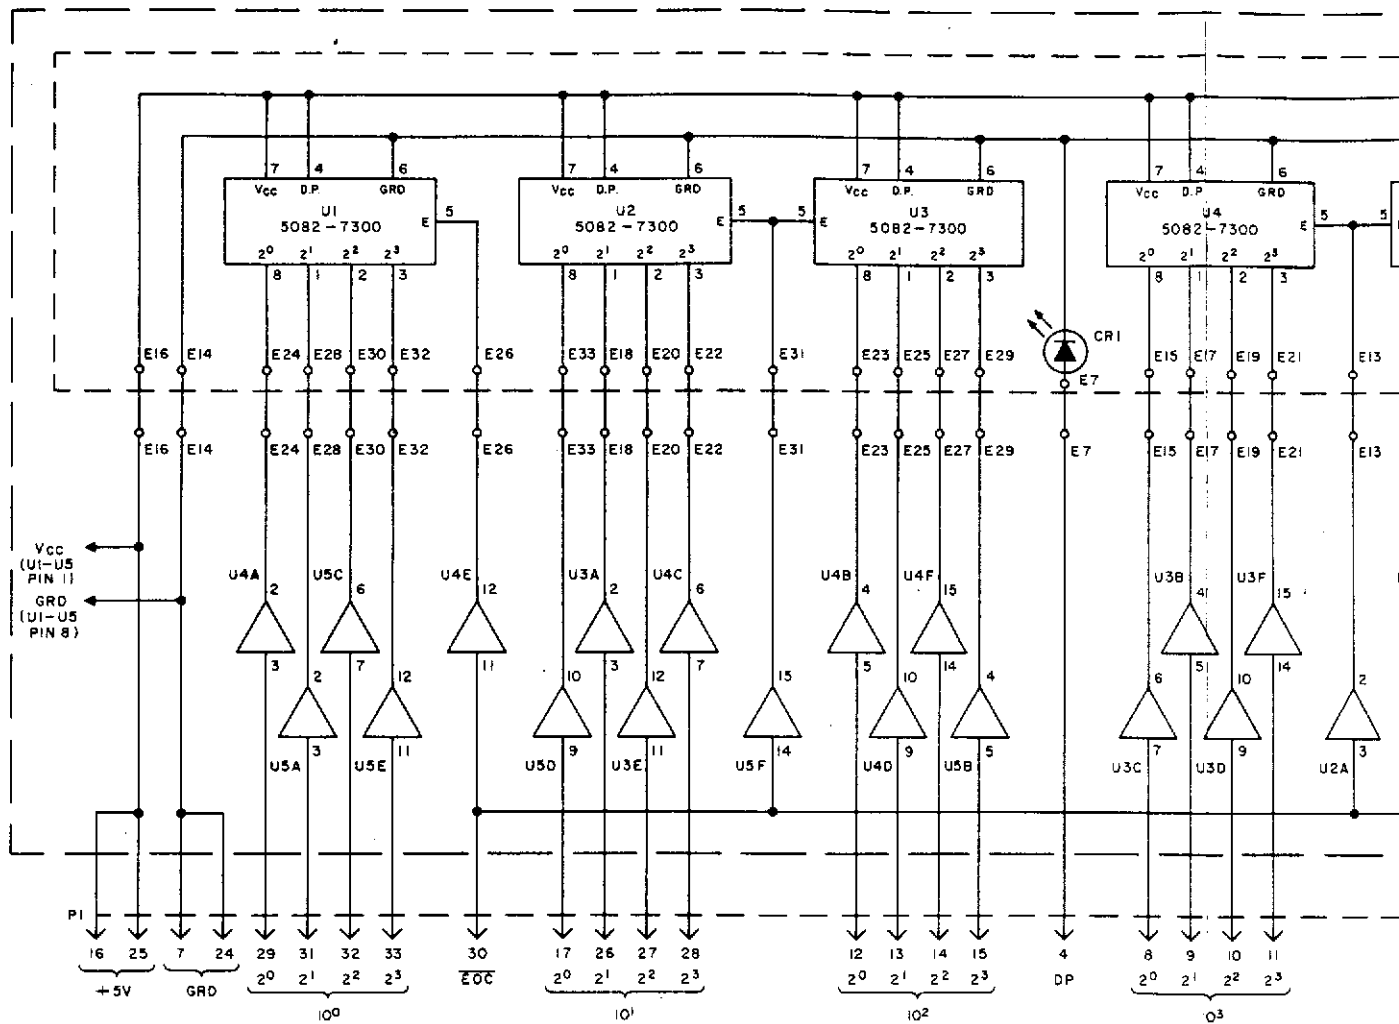 7 4 6 7 4 6 7 4 6 7 4 6
Vcc D.P. GRD Vcc D.P. GRD Vcc D.P. GRD Vcc D.P GRD
U1 E 5 U2 E 5 5 E U3 U4 E 5 5
5082-7300 5082-7300 5082-7300 5082-7300
2⁰ 2¹ 2² 2³ 2⁰ 2¹ 2² 2³ 2⁰ 2¹ 2² 2³ 2⁰ 2¹ 2² 2³
8 1 2 3 8 1 2 3 8 1 2 3 8 1 2 3
CR1
E16 E14 E24 E28 E30 E32 E26 E33 E18 E20 E22 E31 E23 E25 E27 E29 E7 E15 E17 E19 E21 E13
E16 E14 E24 E28 E30 E32 E26 E33 E18 E20 E22 E31 E23 E25 E27 E29 E7 E15 E17 E19 E21 E13
Vcc
(U1-U5
PIN 1)
GRD
(U1-U5
PIN 8)
U4A U5C U4E U3A U4C U4B U4F U3B U3F
2 6 12 2 6 4 15 4 15
3 7 11 3 7 5 14 5 14
2 12 10 12 15 10 4 6 10 2
3 11 9 11 14 9 5 7 9 3
U5A U5E U5D U3E U5F U4D U5B U3C U3D U2A
P1
16 25 7 24 29 31 32 33 30 17 26 27 28 12 13 14 15 4 8 9 10 11
+5V GRD 2⁰ 2¹ 2² 2³ EOC 2⁰ 2¹ 2² 2³ 2⁰ 2¹ 2² 2³ DP 2⁰ 2¹ 2² 2³
10⁰ 10¹ 10² 10³